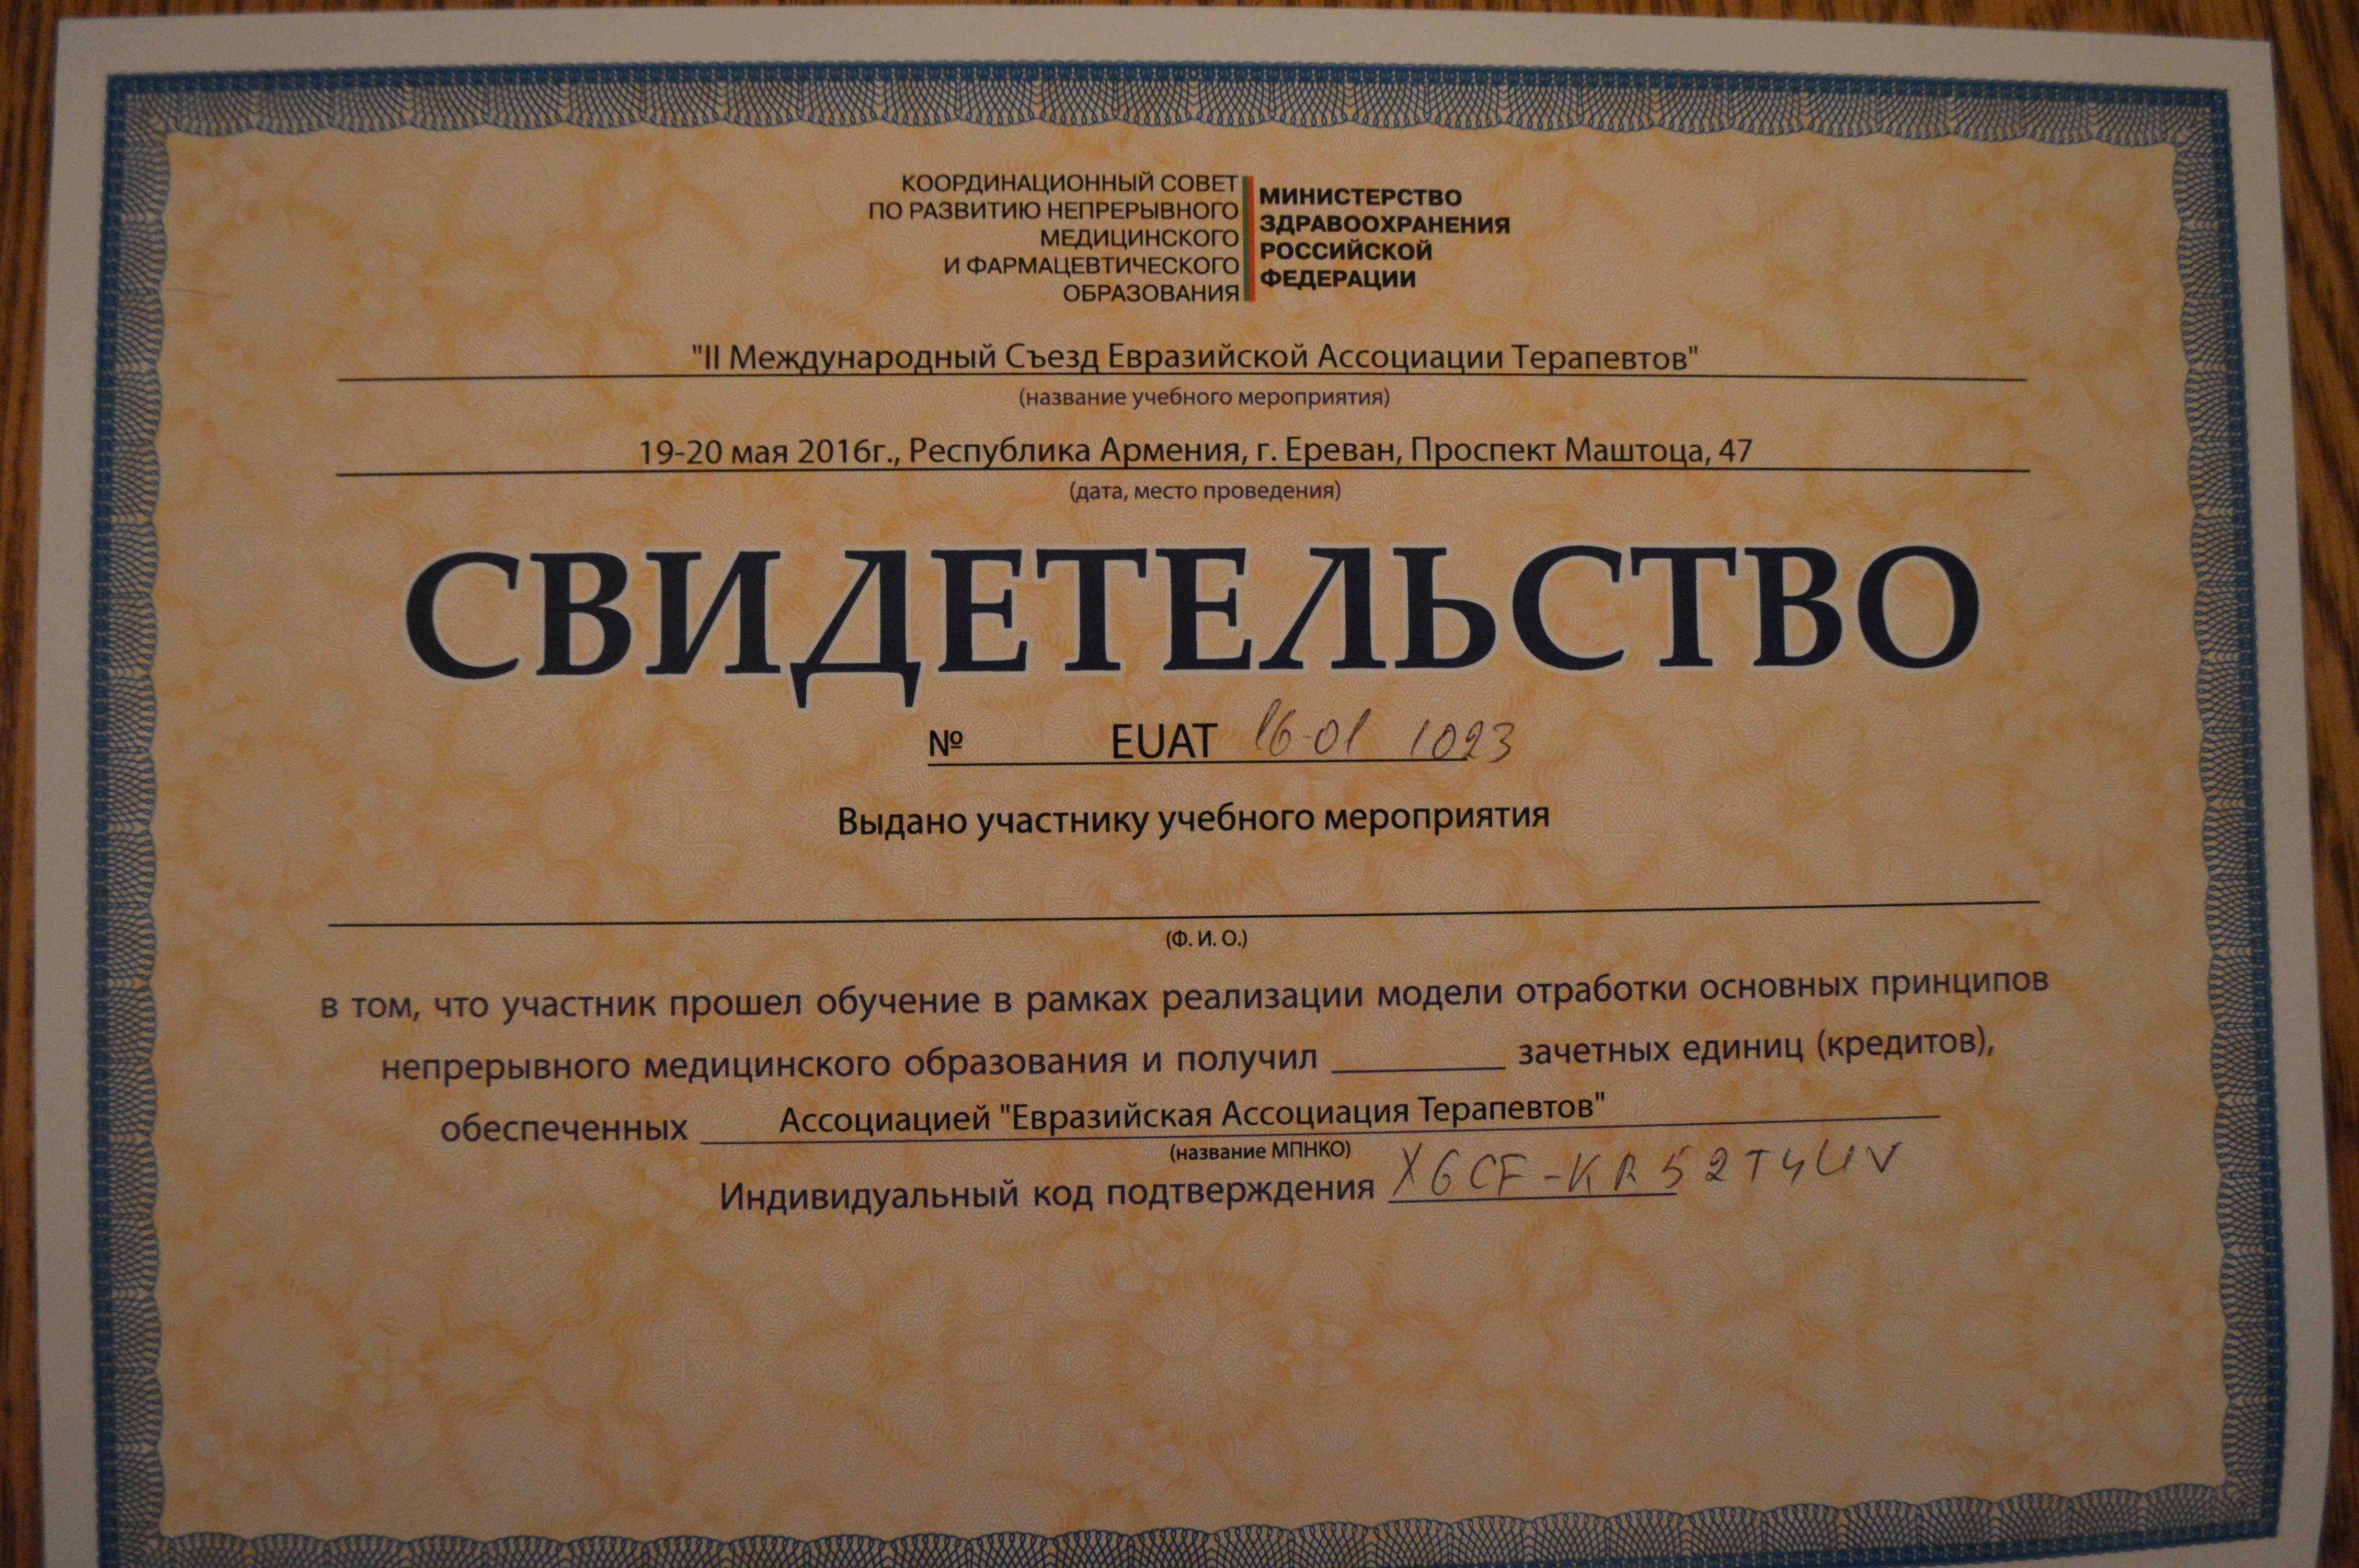 КООРДИНАЦИОННЫЙ СОВЕТ
ПО РАЗВИТИЮ НЕПРЕРЫВНОГО
МЕДИЦИНСКОГО
И ФАРМАЦЕВТИЧЕСКОГО
ОБРАЗОВАНИЯ
МИНИСТЕРСТВО
ЗДРАВООХРАНЕНИЯ
РОССИЙСКОЙ
ФЕДЕРАЦИИ
"II Международный Съезд Евразийской Ассоциации Терапевтов"
(название учебного мероприятия)
19-20 мая 2016г., Республика Армения, г. Ереван, Проспект Маштоца, 47
(дата, место проведения)
СВИДЕТЕЛЬСТВО
№ EUAT 16-01 1023
Выдано участнику учебного мероприятия
(Ф. И. О.)
в том, что участник прошел обучение в рамках реализации модели отработки основных принципов
непрерывного медицинского образования и получил ________ зачетных единиц (кредитов),
обеспеченных Ассоциацией "Евразийская Ассоциация Терапевтов"
(название МПНКО)
Индивидуальный код подтверждения X6CF-KR52T4UV